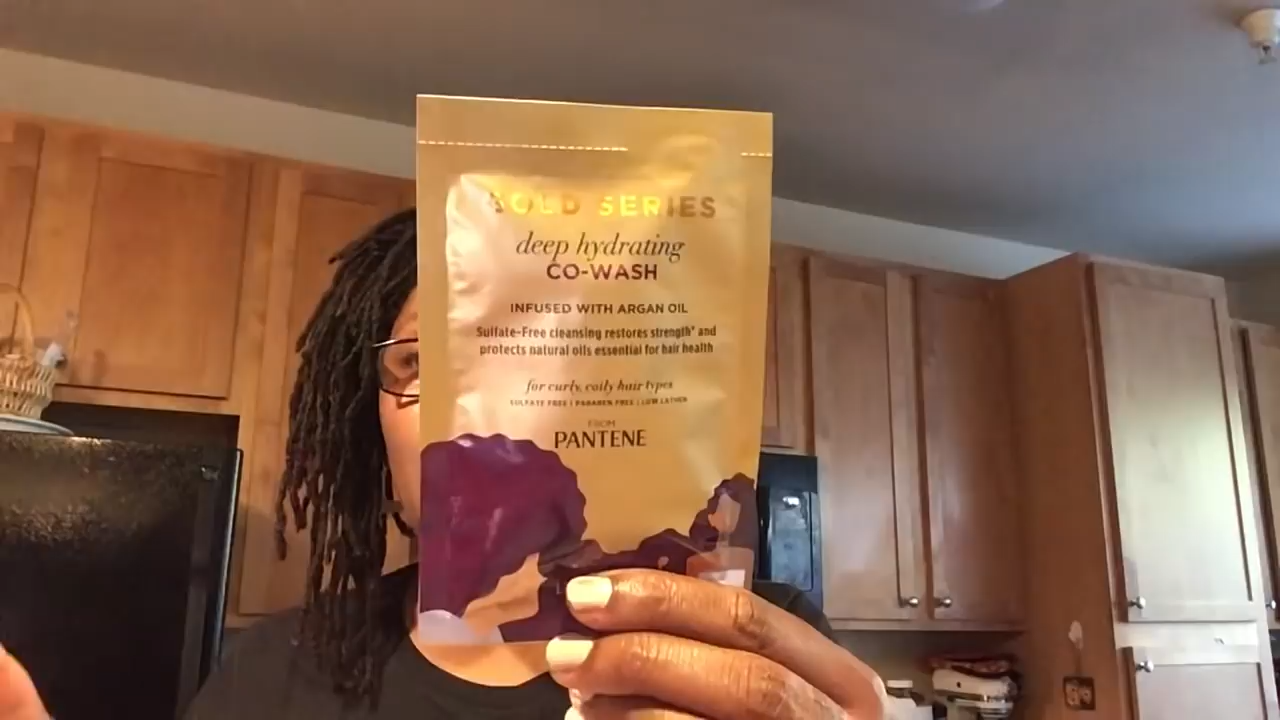 GOLD SERIES
deep hydrating
CO-WASH
INFUSED WITH ARGAN OIL
Sulfate-Free cleansing restores strength* and
protects natural oils essential for hair health
for curly, coily hair types
SULFATE FREE | PARABEN FREE | LOW LATHER
FROM
PANTENE